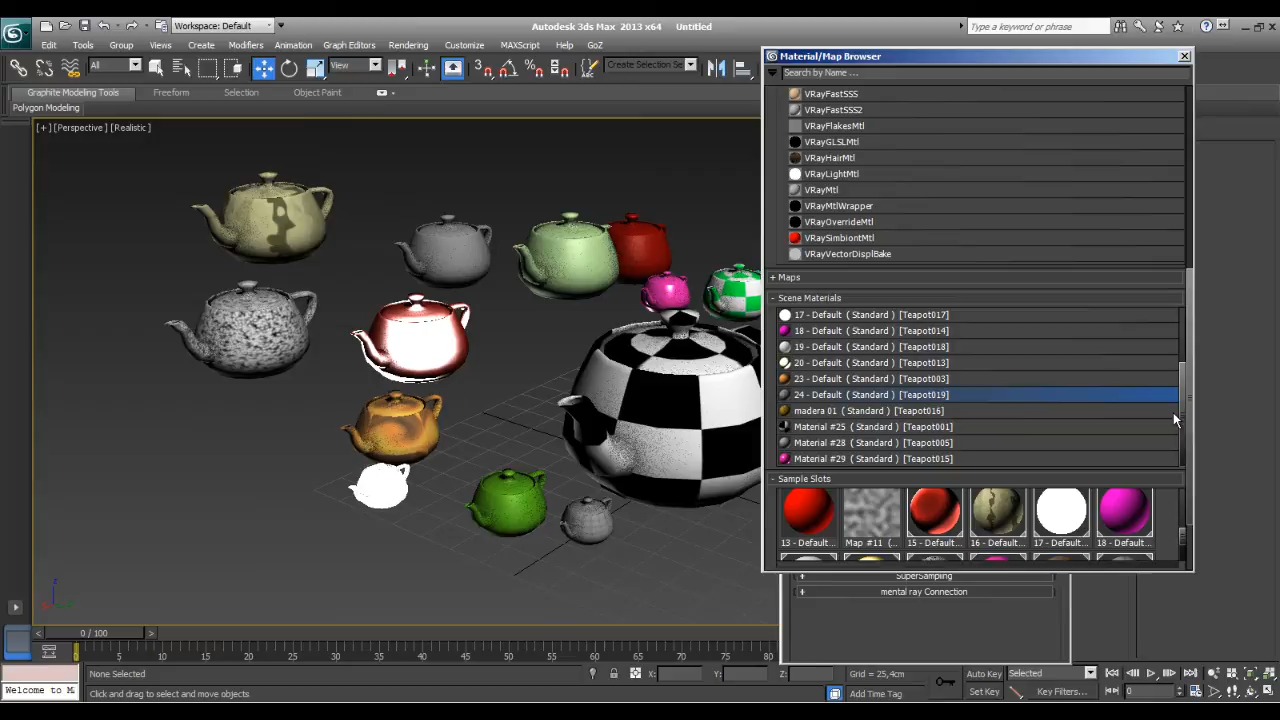 Workspace: Default
Autodesk 3ds Max 2013 x64
Untitled
Type a keyword or phrase
Edit Tools Group Views Create Modifiers Animation Graph Editors Rendering Customize MAXScript Help GoZ
All
View
Create Selection Se
Graphite Modeling Tools Freeform Selection Object Paint
Polygon Modeling
[+] [Perspective] [Realistic]
Material/Map Browser
Search by Name ...
VRayFastSSS
VRayFastSSS2
VRayFlakesMtl
VRayGLSLMtl
VRayHairMtl
VRayLightMtl
VRayMtl
VRayMtlWrapper
VRayOverrideMtl
VRaySimbiontMtl
VRayVectorDisplBake
+ Maps
- Scene Materials
17 - Default ( Standard ) [Teapot017]
18 - Default ( Standard ) [Teapot014]
19 - Default ( Standard ) [Teapot018]
20 - Default ( Standard ) [Teapot013]
23 - Default ( Standard ) [Teapot003]
24 - Default ( Standard ) [Teapot019]
madera 01 ( Standard ) [Teapot016]
Material #25 ( Standard ) [Teapot001]
Material #28 ( Standard ) [Teapot005]
Material #29 ( Standard ) [Teapot015]
- Sample Slots
13 - Default... Map #11 (... 15 - Default... 16 - Default... 17 - Default... 18 - Default...
+ SuperSampling
+ mental ray Connection
z
< 0 / 100 >
0 5 10 15 20 25 30 35 40 45 50 55 60 65 70 75 80
None Selected
X: Y: Z:
Grid = 25,4cm
Auto Key
Selected
Welcome to M
Click and drag to select and move objects
Add Time Tag
Set Key
Key Filters...
0